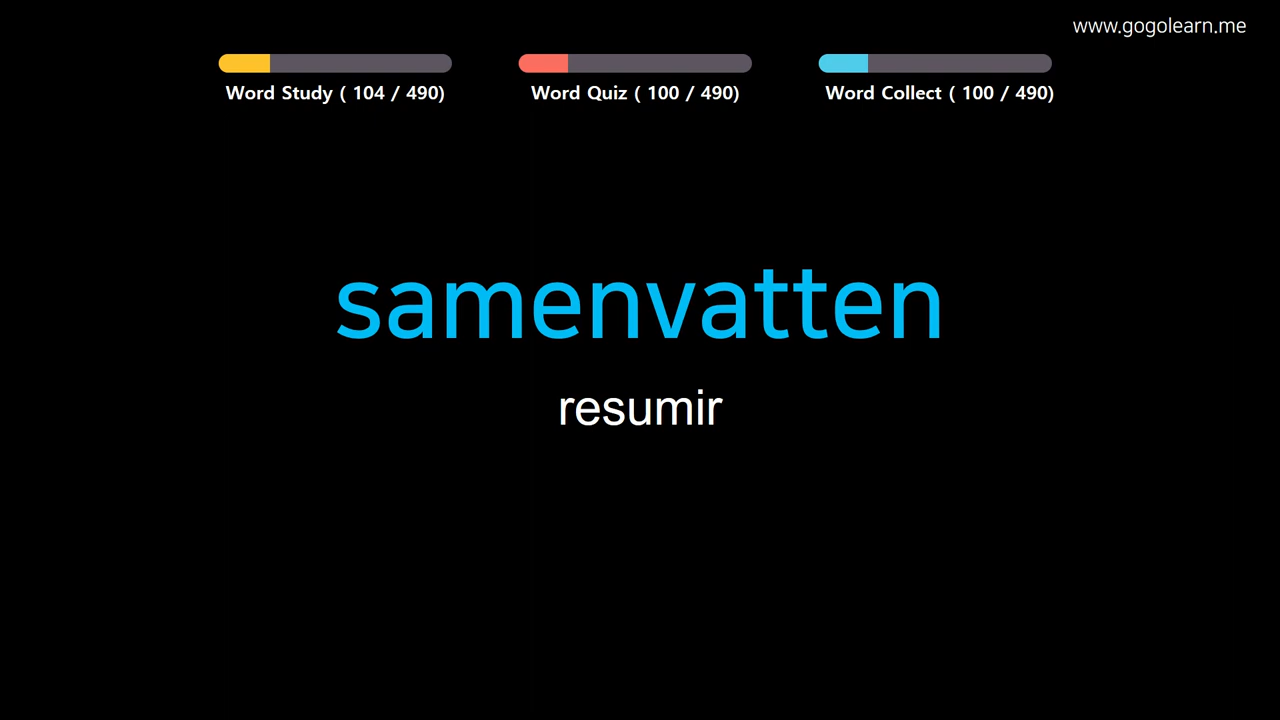 www.gogolearn.me
Word Study ( 104 / 490)
Word Quiz ( 100 / 490)
Word Collect ( 100 / 490)
samenvatten
resumir